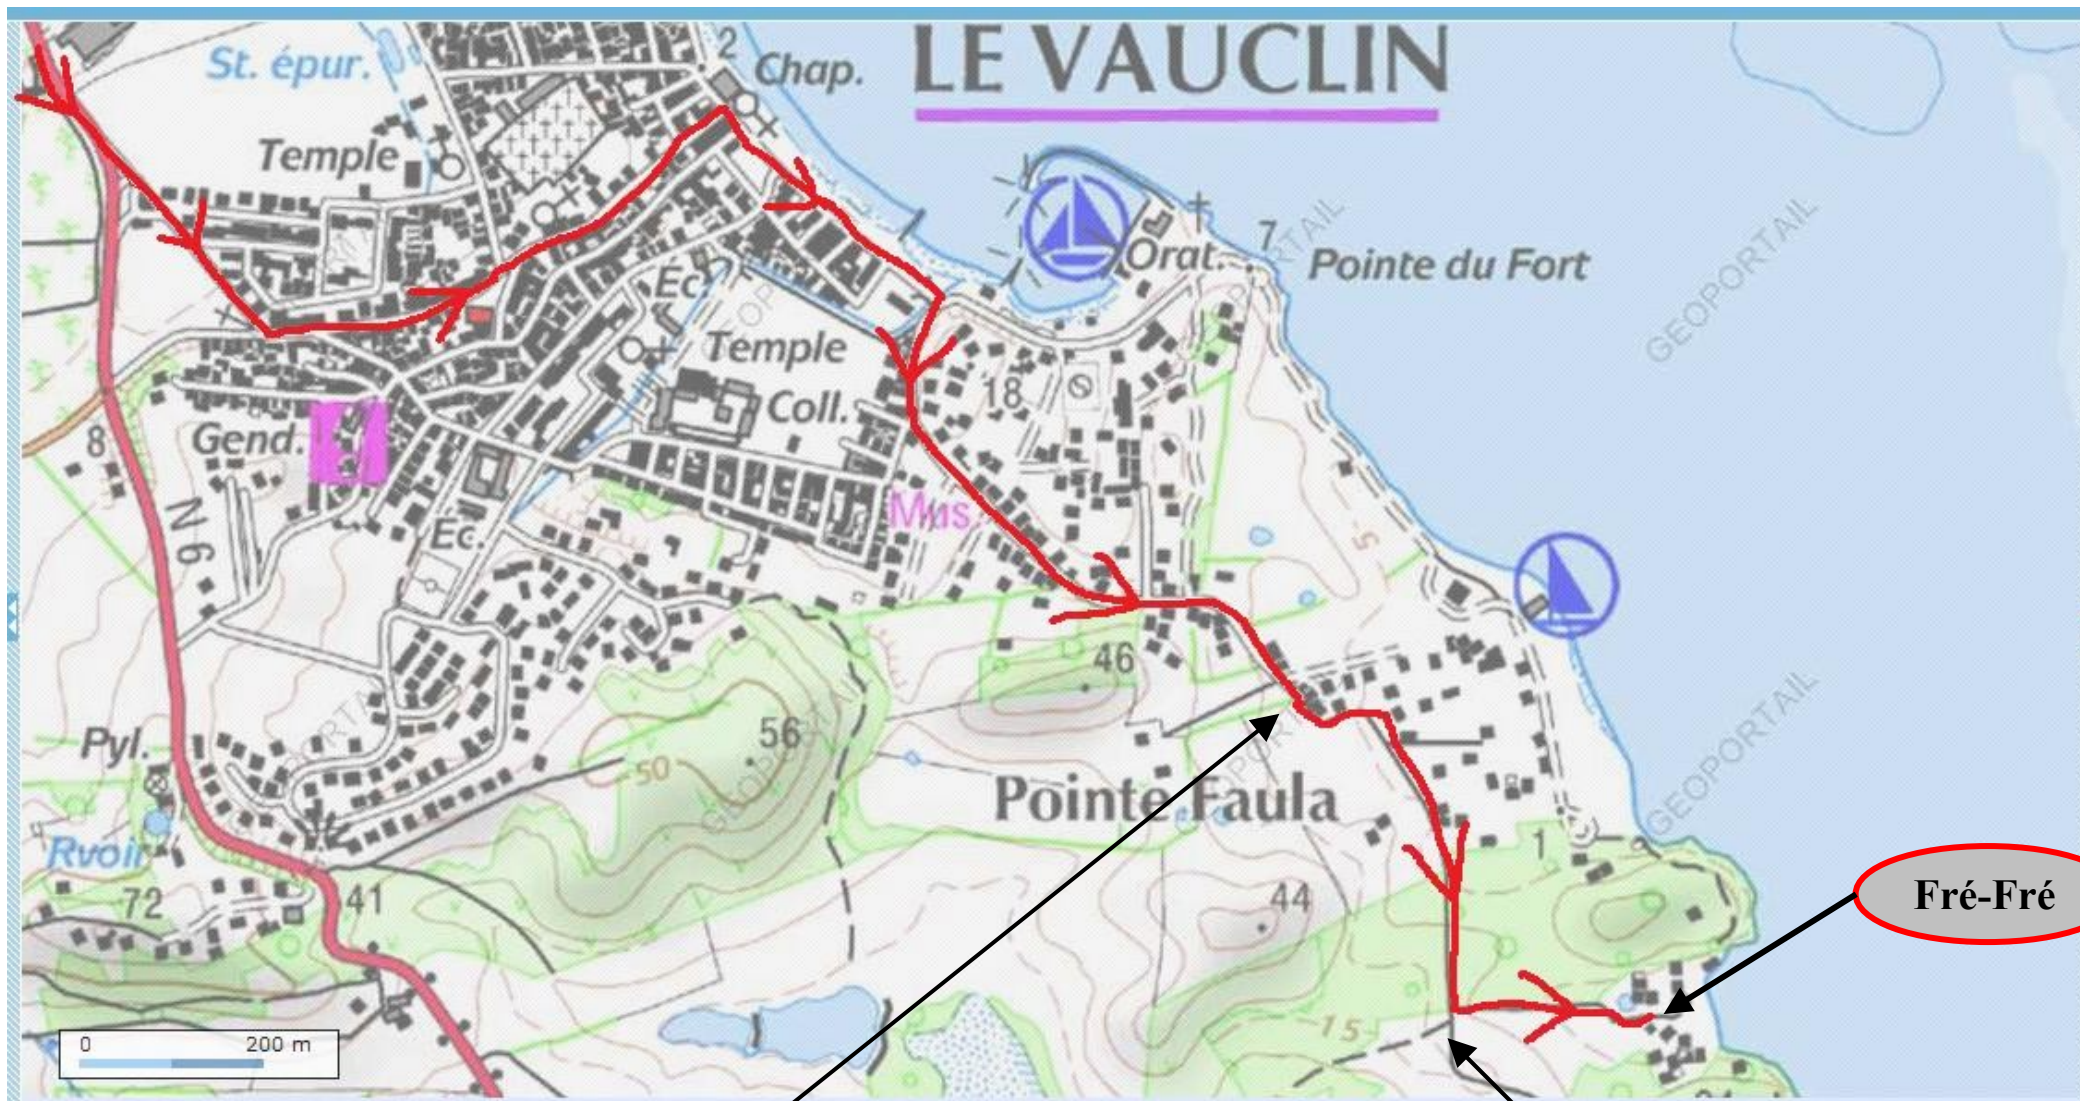 LE VAUCLIN
2
Chap.
St. épur.
Temple
Orat.
7
Pointe du Fort
GEOPORTAIL
Ec.
Temple
18
Coll.
Gend.
8
N 6
Mus.
Ec.
5
46
56
50
GEOPORTAIL
Pyl.
Pointe Faula
GEOPORTAIL
Rvoir
1
72
41
44
Fré-Fré
15
0 200 m